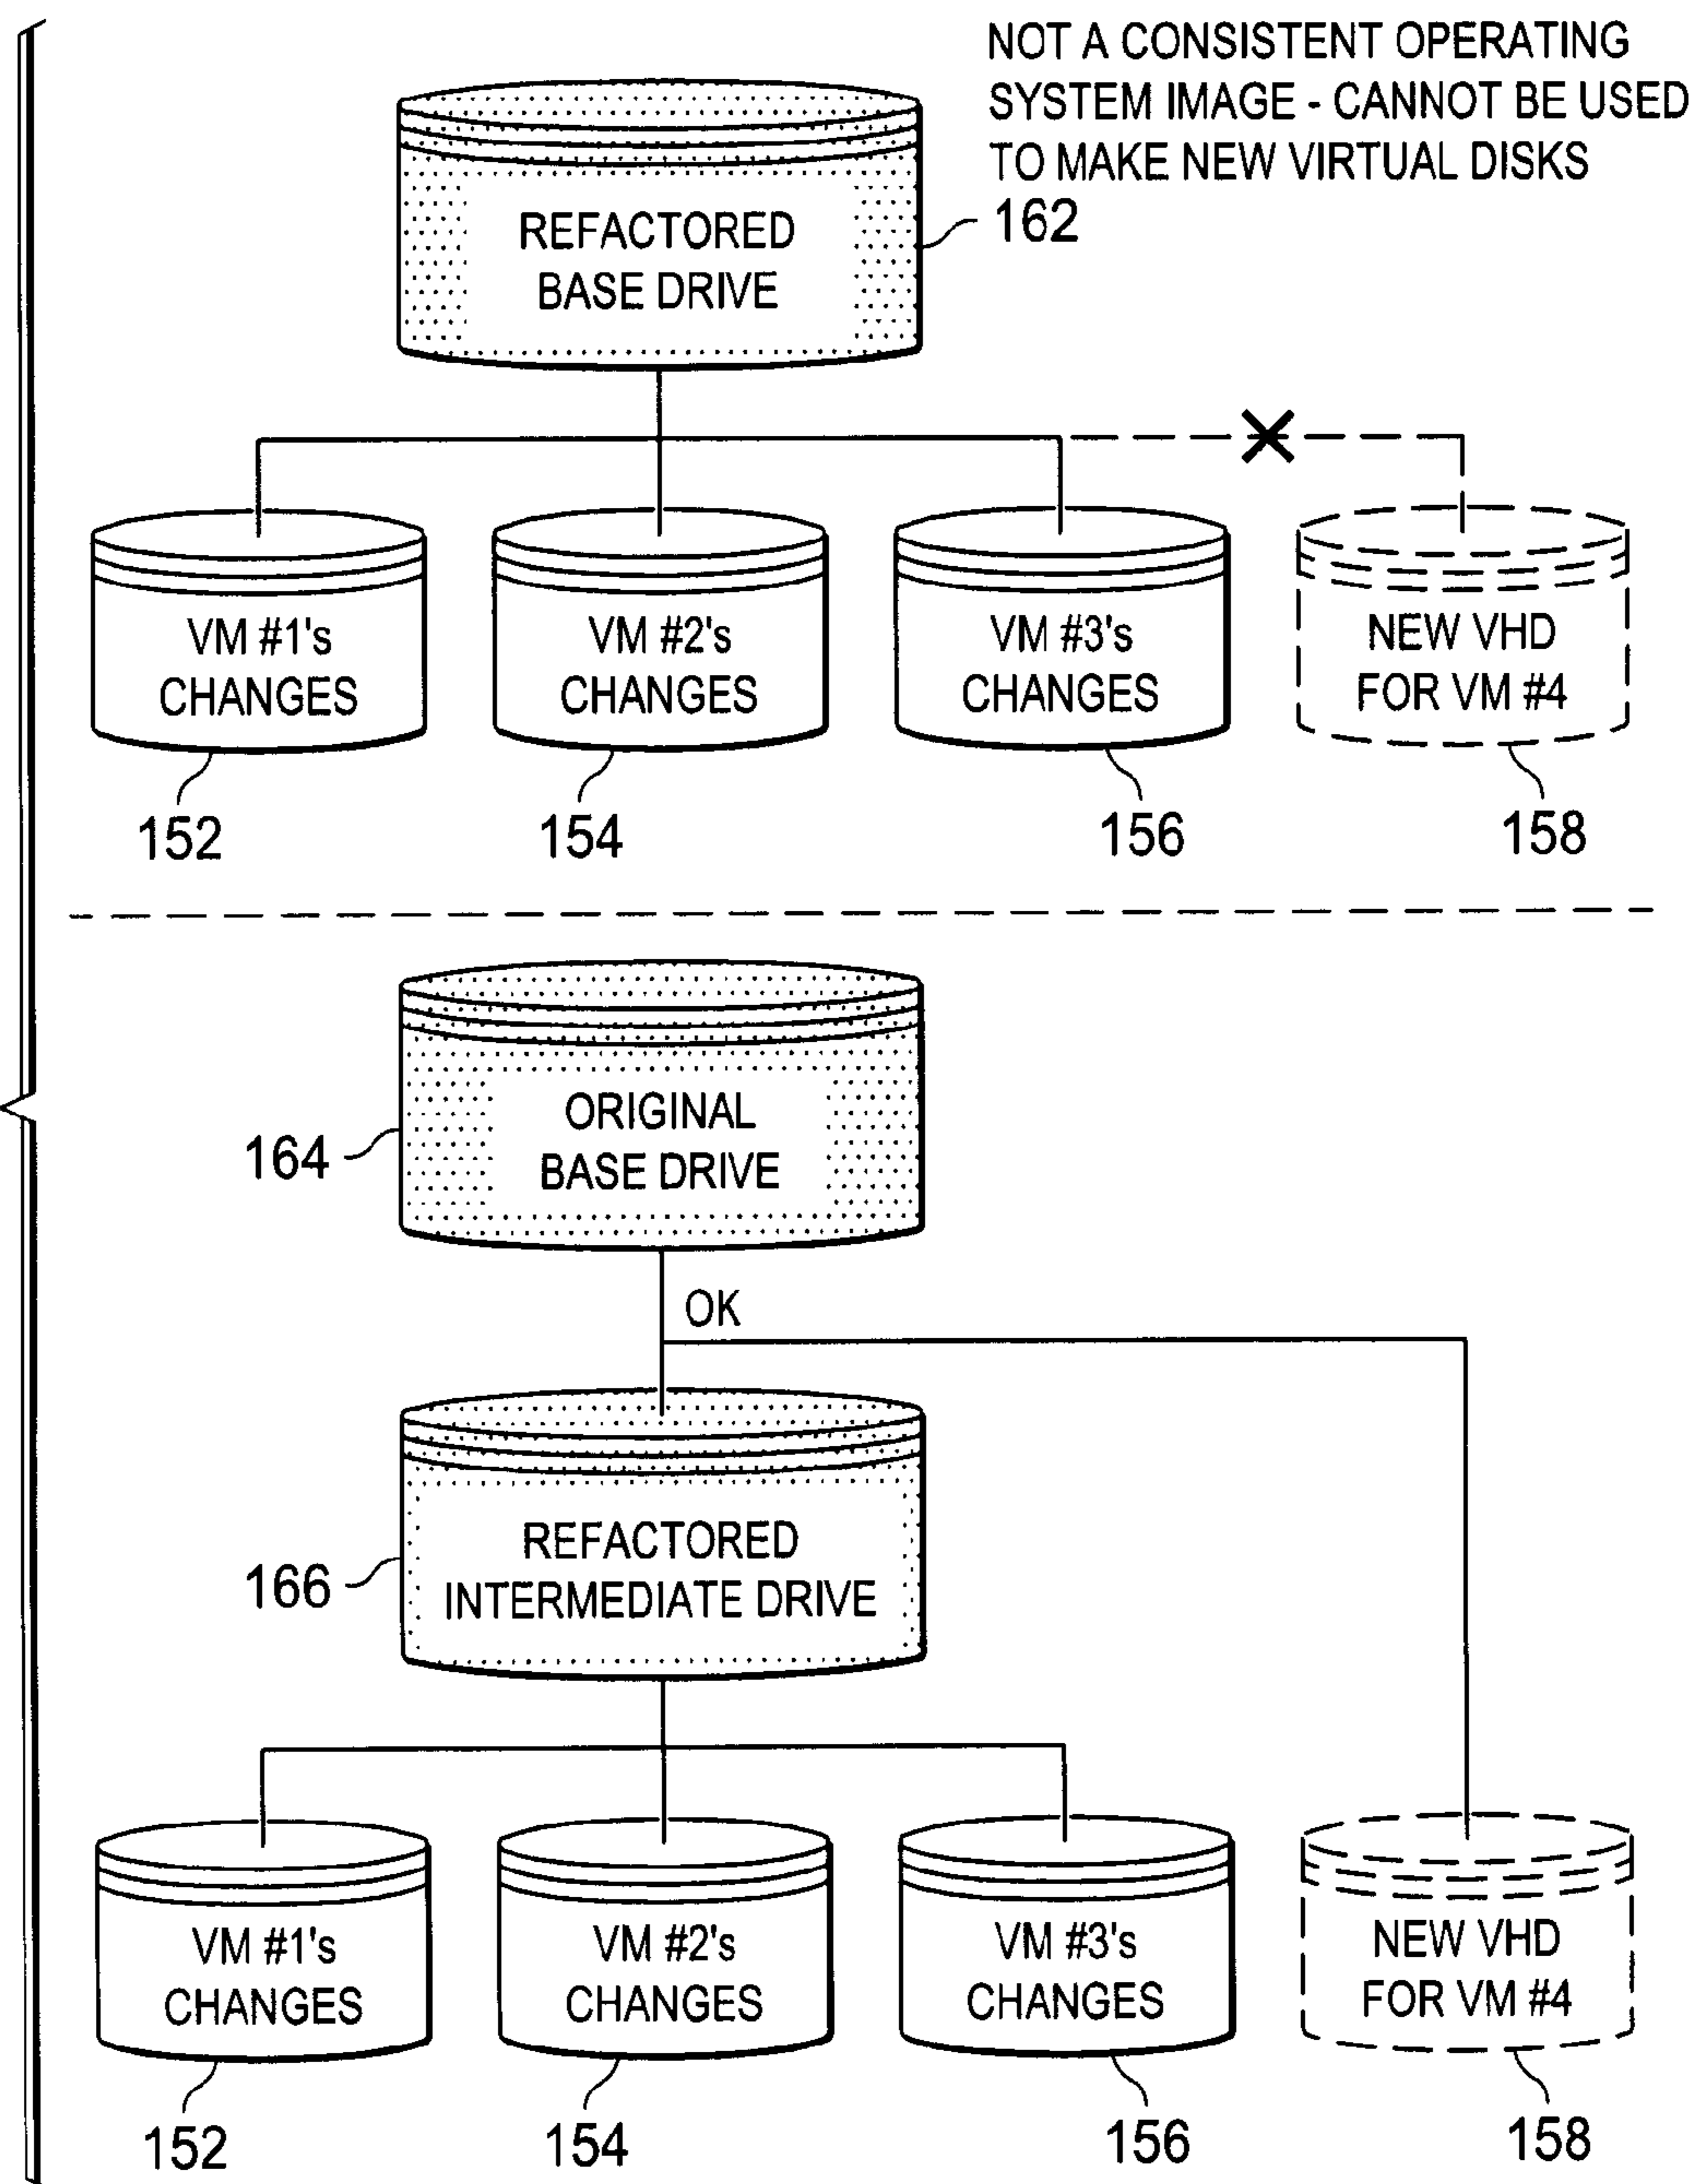 NOT A CONSISTENT OPERATING
SYSTEM IMAGE - CANNOT BE USED
TO MAKE NEW VIRTUAL DISKS
REFACTORED
BASE DRIVE
162
VM #1's
CHANGES
VM #2's
CHANGES
VM #3's
CHANGES
NEW VHD
FOR VM #4
152
154
156
158
ORIGINAL
BASE DRIVE
164
OK
REFACTORED
INTERMEDIATE DRIVE
166
VM #1's
CHANGES
VM #2's
CHANGES
VM #3's
CHANGES
NEW VHD
FOR VM #4
152
154
156
158